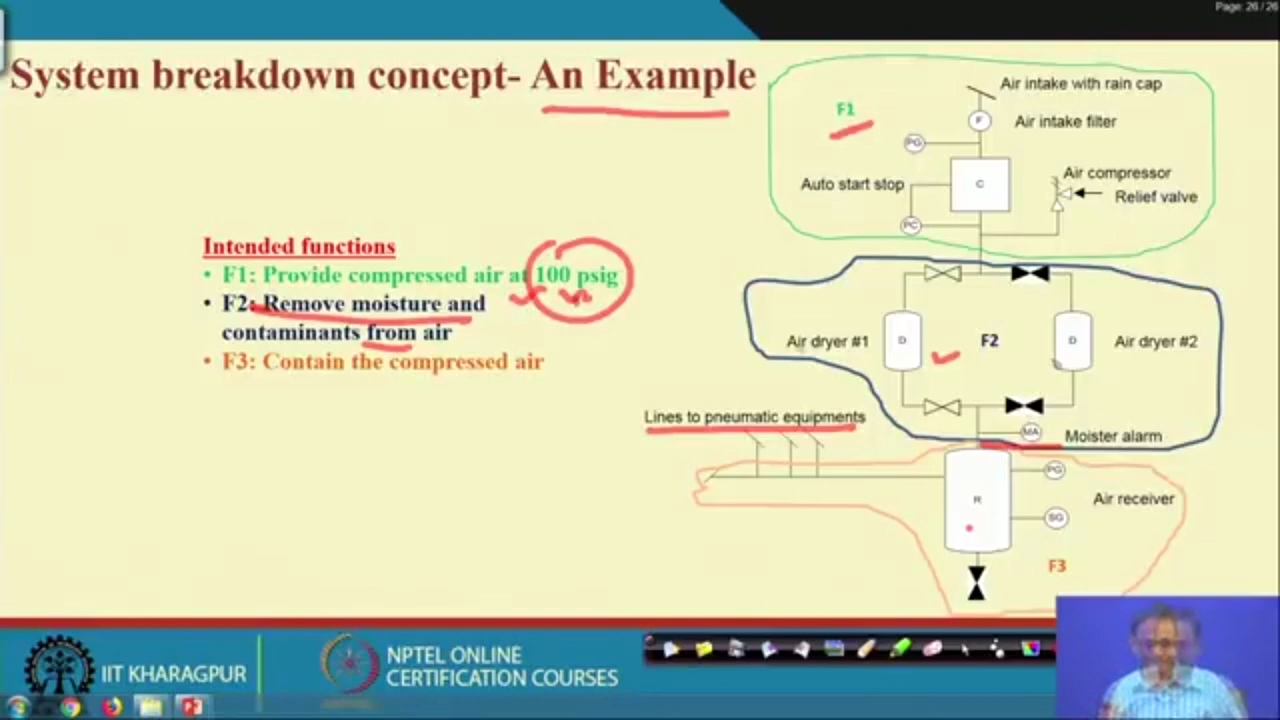 Page: 26 / 26
System breakdown concept- An Example
Air intake with rain cap
F1
F
Air intake filter
PG
Air compressor
Auto start stop
C
Relief valve
PC
Intended functions
• F1: Provide compressed air at 100 psig
• F2: Remove moisture and
contaminants from air
• F3: Contain the compressed air
Air dryer #1
D
F2
D
Air dryer #2
Lines to pneumatic equipments
MA
Moister alarm
PG
R
Air receiver
SG
F3
IIT KHARAGPUR
NPTEL ONLINE
CERTIFICATION COURSES